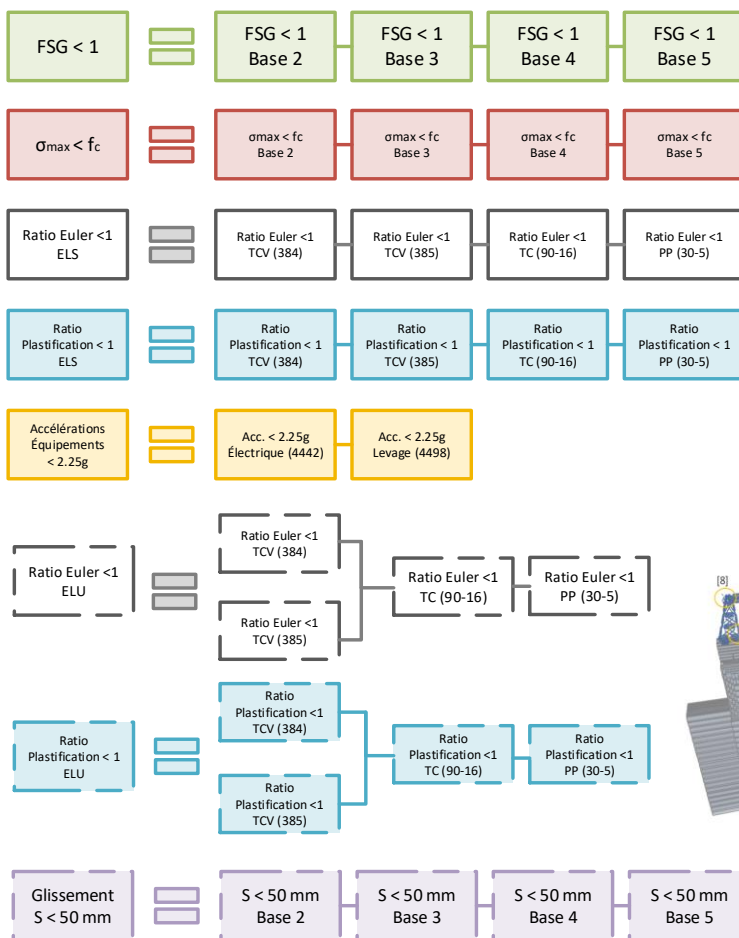 FSG < 1
FSG < 1
Base 2
FSG < 1
Base 3
FSG < 1
Base 4
FSG < 1
Base 5
σmax < fc
σmax < fc
Base 2
σmax < fc
Base 3
σmax < fc
Base 4
σmax < fc
Base 5
Ratio Euler <1
ELS
Ratio Euler <1
TCV (384)
Ratio Euler <1
TCV (385)
Ratio Euler <1
TC (90-16)
Ratio Euler <1
PP (30-5)
Ratio
Plastification < 1
ELS
Ratio
Plastification < 1
TCV (384)
Ratio
Plastification < 1
TCV (385)
Ratio
Plastification < 1
TC (90-16)
Ratio
Plastification < 1
PP (30-5)
Accélérations
Équipements
< 2.25g
Acc. < 2.25g
Électrique (4442)
Acc. < 2.25g
Levage (4498)
Ratio Euler <1
ELU
Ratio Euler <1
TCV (384)
Ratio Euler <1
TCV (385)
Ratio Euler <1
TC (90-16)
Ratio Euler <1
PP (30-5)
[8]
Ratio
Plastification < 1
ELU
Ratio
Plastification <1
TCV (384)
Ratio
Plastification <1
TCV (385)
Ratio
Plastification <1
TC (90-16)
Ratio
Plastification <1
PP (30-5)
Glissement
S < 50 mm
S < 50 mm
Base 2
S < 50 mm
Base 3
S < 50 mm
Base 4
S < 50 mm
Base 5